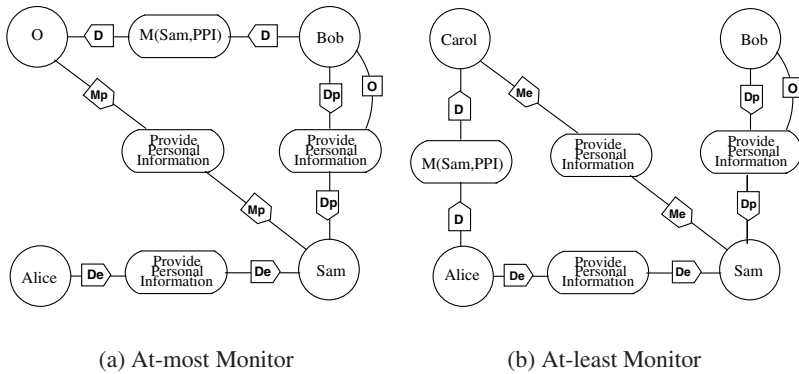 O
D
M(Sam,PPI)
D
Bob
Mp
Dp
O
Provide
Personal
Information
Provide
Personal
Information
Mp
Dp
Alice
De
Provide
Personal
Information
De
Sam
(a) At-most Monitor
Carol
Me
Bob
D
Dp
O
M(Sam,PPI)
Provide
Personal
Information
Provide
Personal
Information
D
Me
Dp
Alice
De
Provide
Personal
Information
De
Sam
(b) At-least Monitor